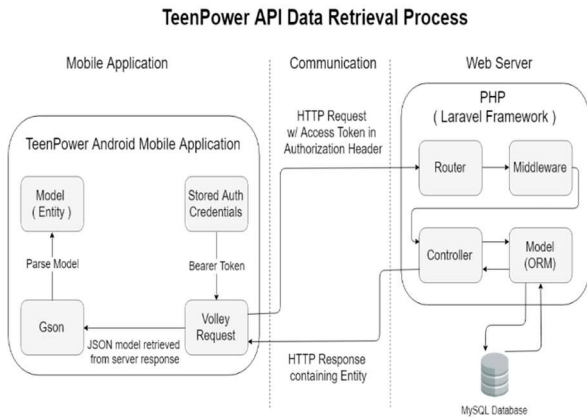 TeenPower API Data Retrieval Process
Mobile Application
Communication
Web Server
TeenPower Android Mobile Application
Model
( Entity )
Stored Auth
Credentials
Parse Model
Bearer Token
Gson
Volley
Request
JSON model retrieved
from server response
HTTP Request
w/ Access Token in
Authorization Header
HTTP Response
containing Entity
PHP
( Laravel Framework )
Router
Middleware
Controller
Model
(ORM)
MySQL Database